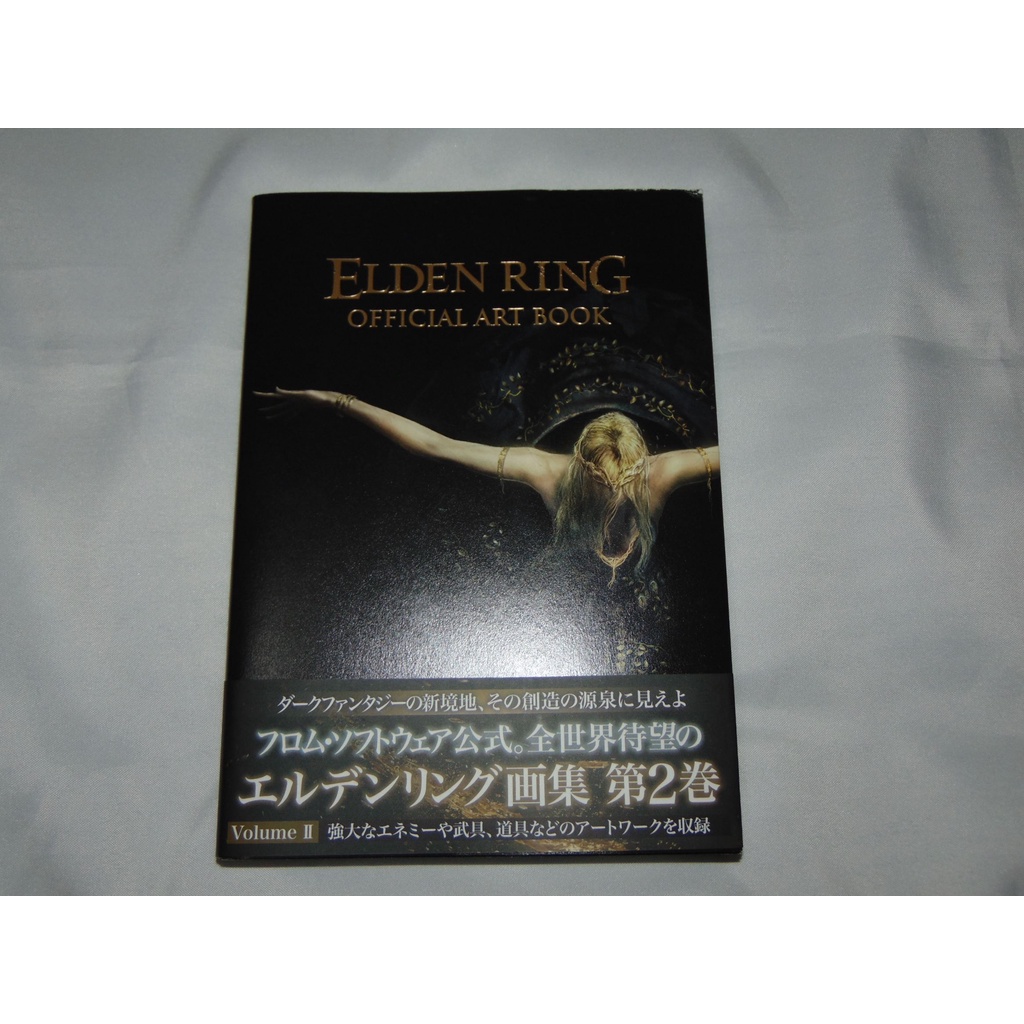 ELDEN RING
OFFICIAL ART BOOK
ダークファンタジーの新境地、その創造の源泉に見えよ
フロム・ソフトウェア公式。全世界待望の
エルデンリング画集 第2巻
Volume Ⅱ 強大なエネミーや武具、道具などのアートワークを収録